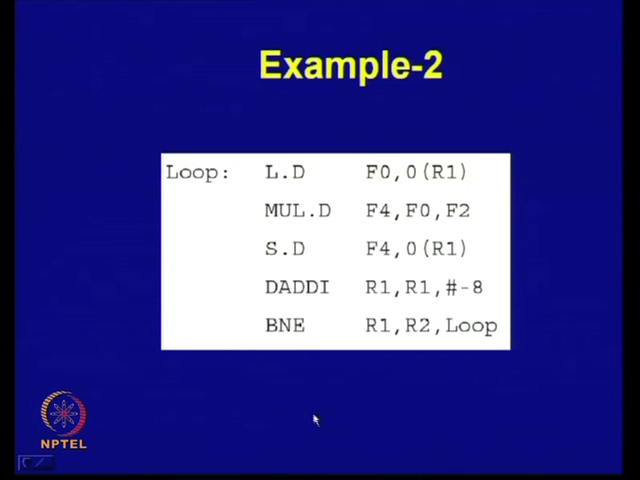 Example-2
Loop: L.D F0,0(R1)
MUL.D F4,F0,F2
S.D F4,0(R1)
DADDI R1,R1,#-8
BNE R1,R2,Loop
NPTEL